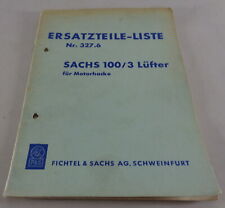 ERSATZTEILE-LISTE
Nr. 327.6
SACHS 100/3 Lüfter
für Motorhacke
FICHTEL & SACHS AG, SCHWEINFURT